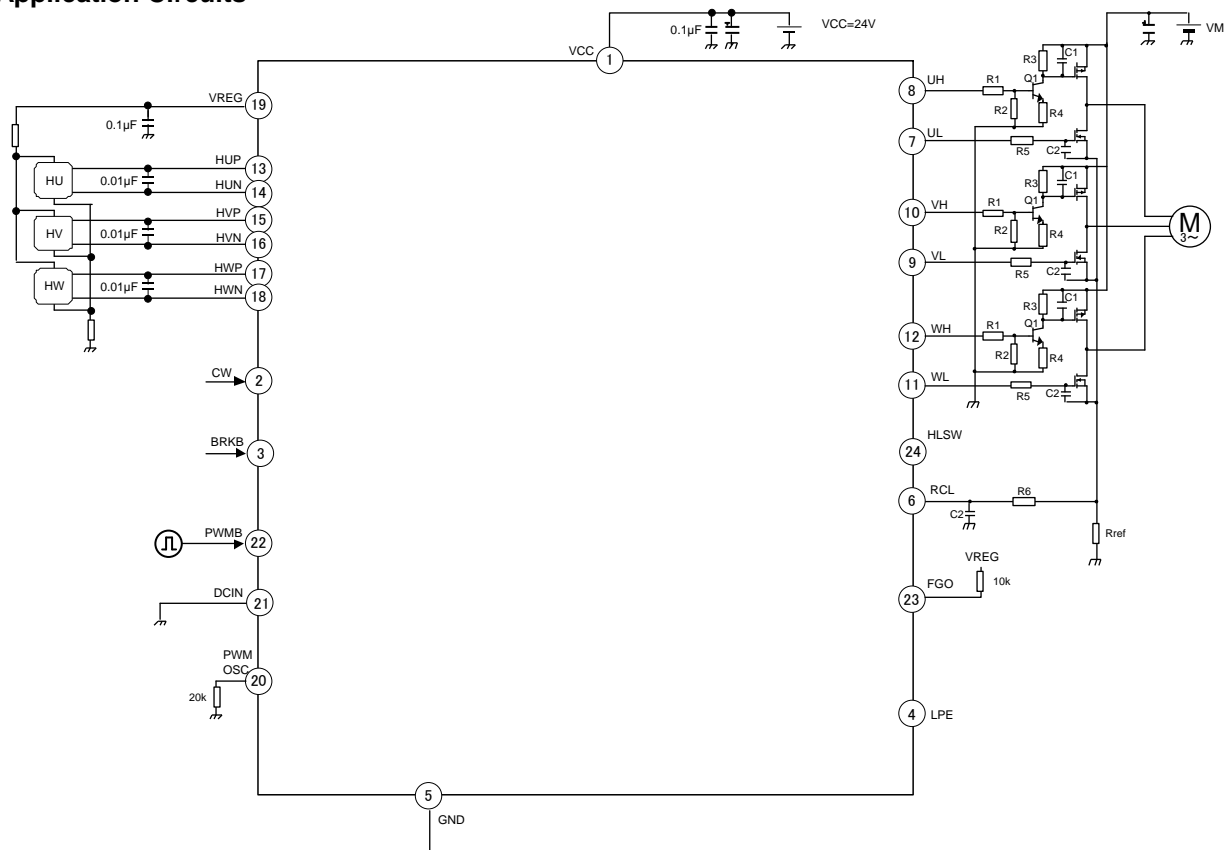 Application Circuits
0.1µF
VCC=24V
VM
VCC
1
R3
C1
Q1
UH
8
R1
R2
R4
VREG
19
0.1µF
UL
7
R5
C2
HU
HUP
13
0.01µF
HUN
14
R3
C1
Q1
VH
10
R1
R2
R4
M
3~
HV
HVP
15
0.01µF
HVN
16
VL
9
R5
C2
HW
HWP
17
0.01µF
HWN
18
R3
C1
Q1
WH
12
R1
R2
R4
CW
2
WL
11
R5
C2
BRKB
3
HLSW
24
RCL
6
R6
C2
Rref
PWMB
22
VREG
10k
FGO
23
DCIN
21
PWM
OSC
20
20k
4
LPE
5
GND